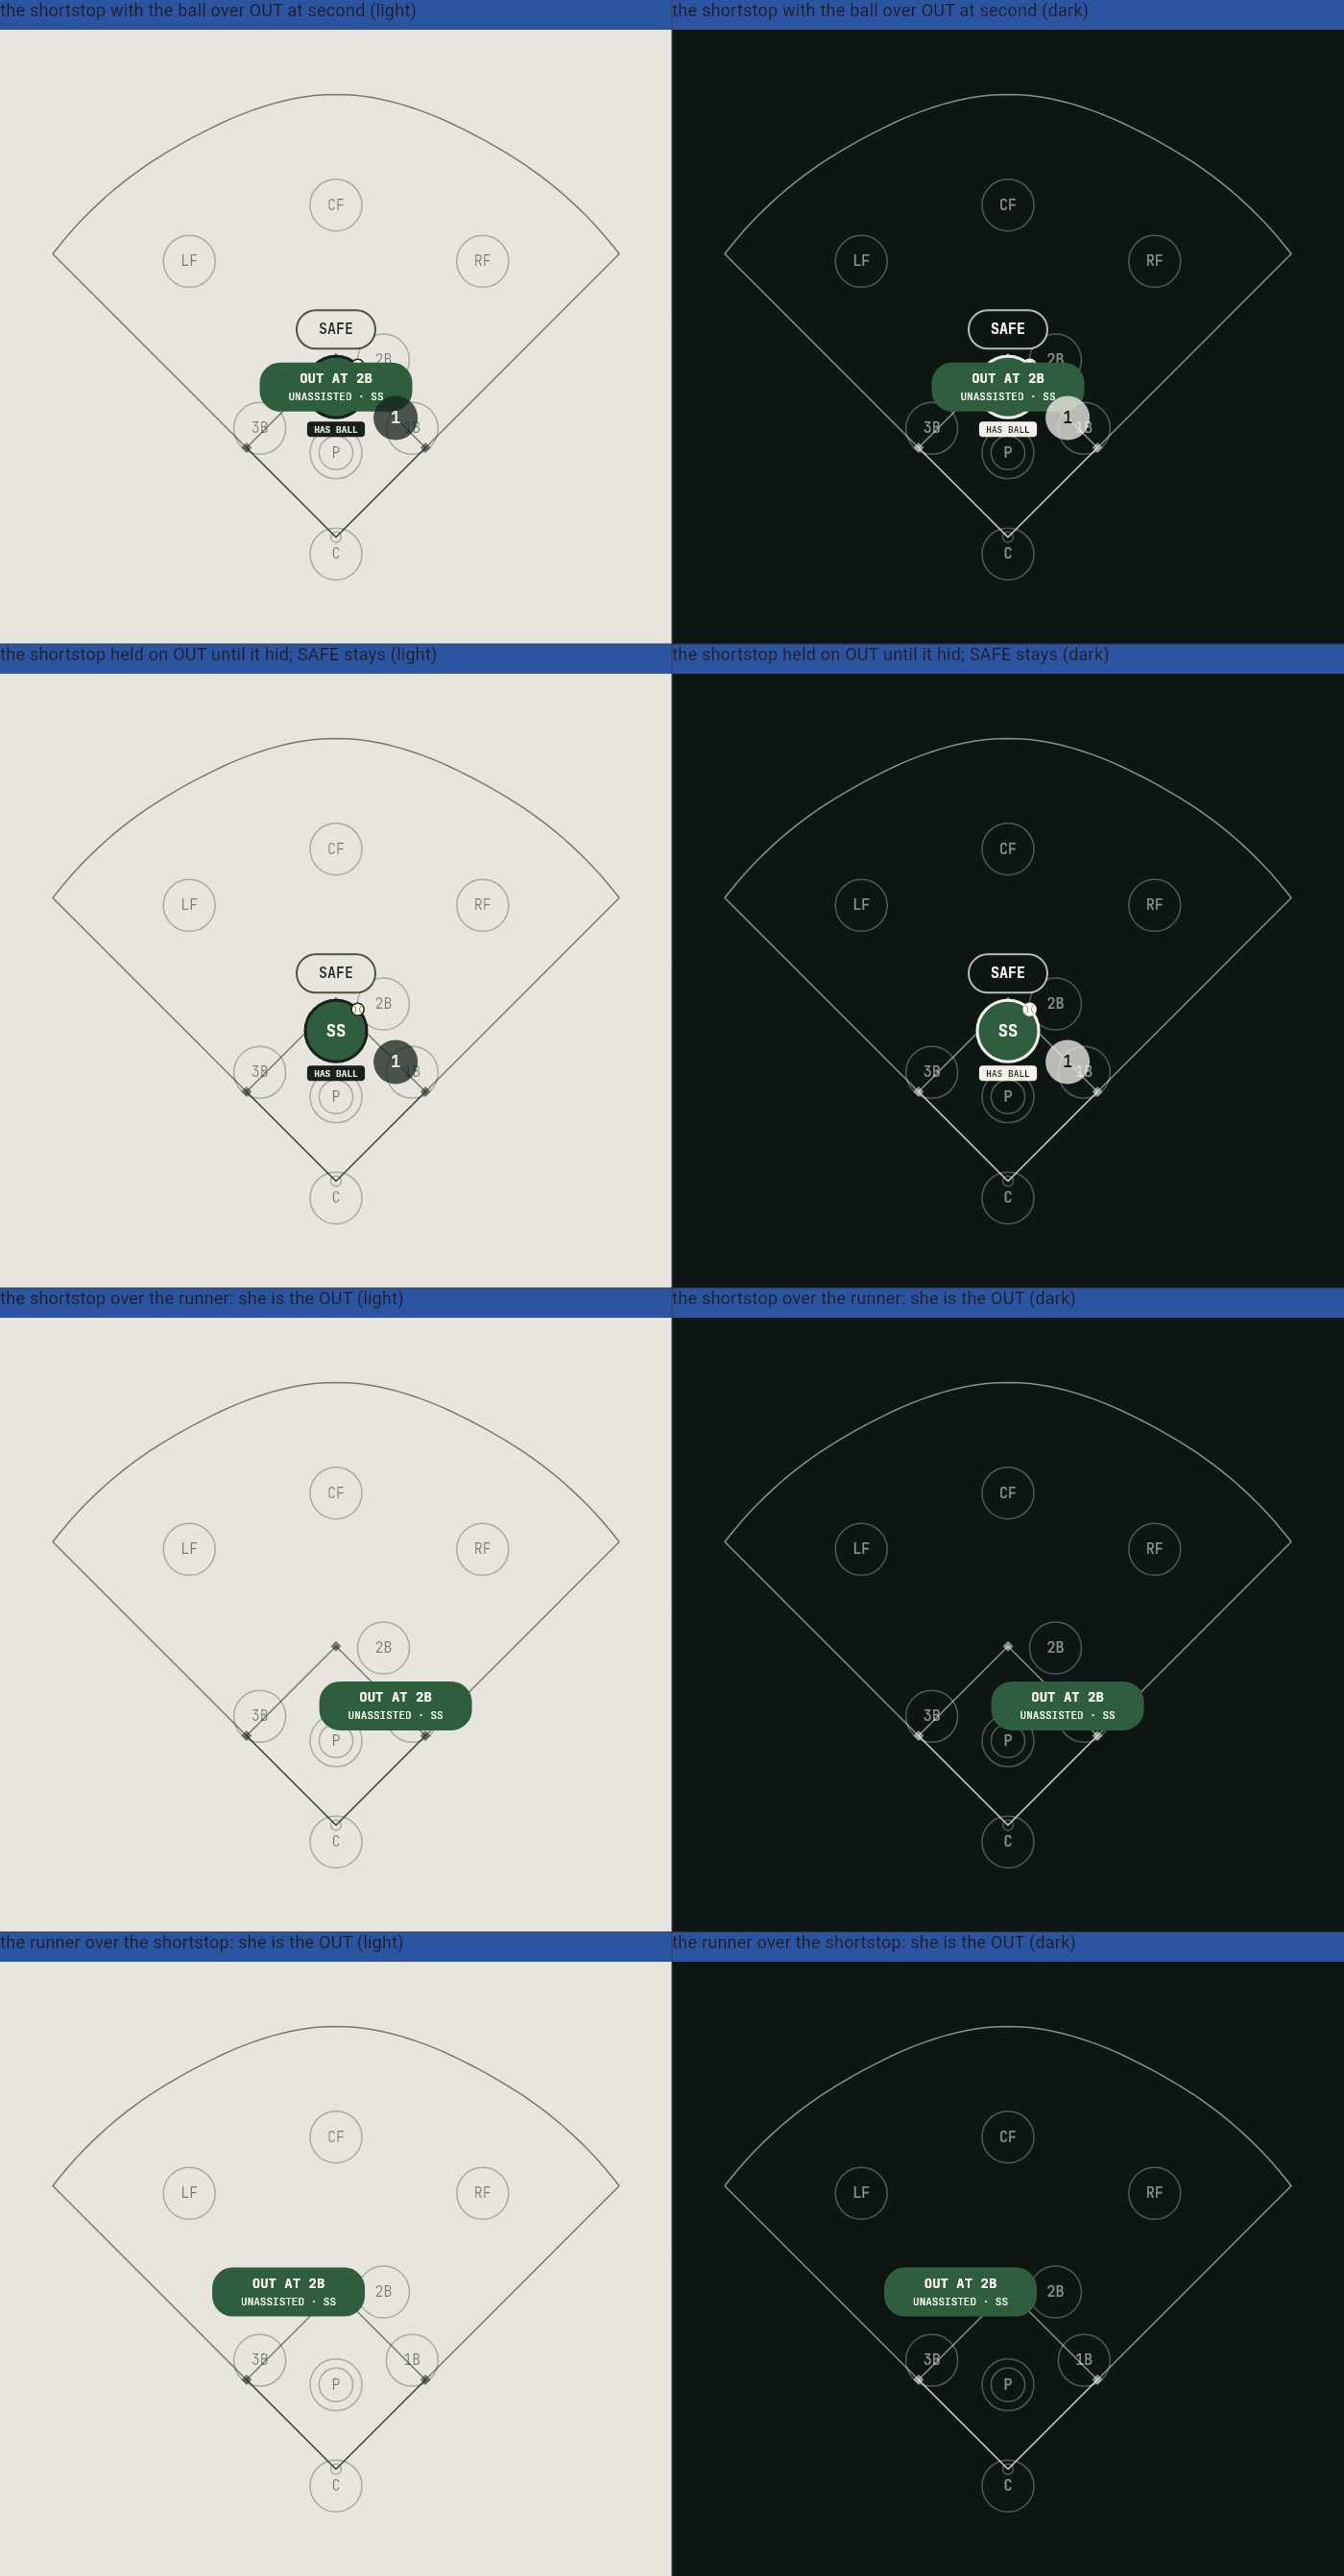 the shortstop with the ball over OUT at second (light)
CF
LF
RF
SAFE
2B
OUT AT 2B
UNASSISTED · SS
3B
1
1B
HAS BALL
P
C
the shortstop with the ball over OUT at second (dark)
CF
LF
RF
SAFE
2B
OUT AT 2B
UNASSISTED · SS
3B
1
1B
HAS BALL
P
C
the shortstop held on OUT until it hid; SAFE stays (light)
CF
LF
RF
SAFE
2B
SS
3B
1
1B
HAS BALL
P
C
the shortstop held on OUT until it hid; SAFE stays (dark)
CF
LF
RF
SAFE
2B
SS
3B
1
1B
HAS BALL
P
C
the shortstop over the runner: she is the OUT (light)
CF
LF
RF
2B
OUT AT 2B
UNASSISTED · SS
3B
P
C
the shortstop over the runner: she is the OUT (dark)
CF
LF
RF
2B
OUT AT 2B
UNASSISTED · SS
3B
P
C
the runner over the shortstop: she is the OUT (light)
CF
LF
RF
OUT AT 2B
UNASSISTED · SS
2B
3B
1B
P
C
the runner over the shortstop: she is the OUT (dark)
CF
LF
RF
OUT AT 2B
UNASSISTED · SS
2B
3B
1B
P
C